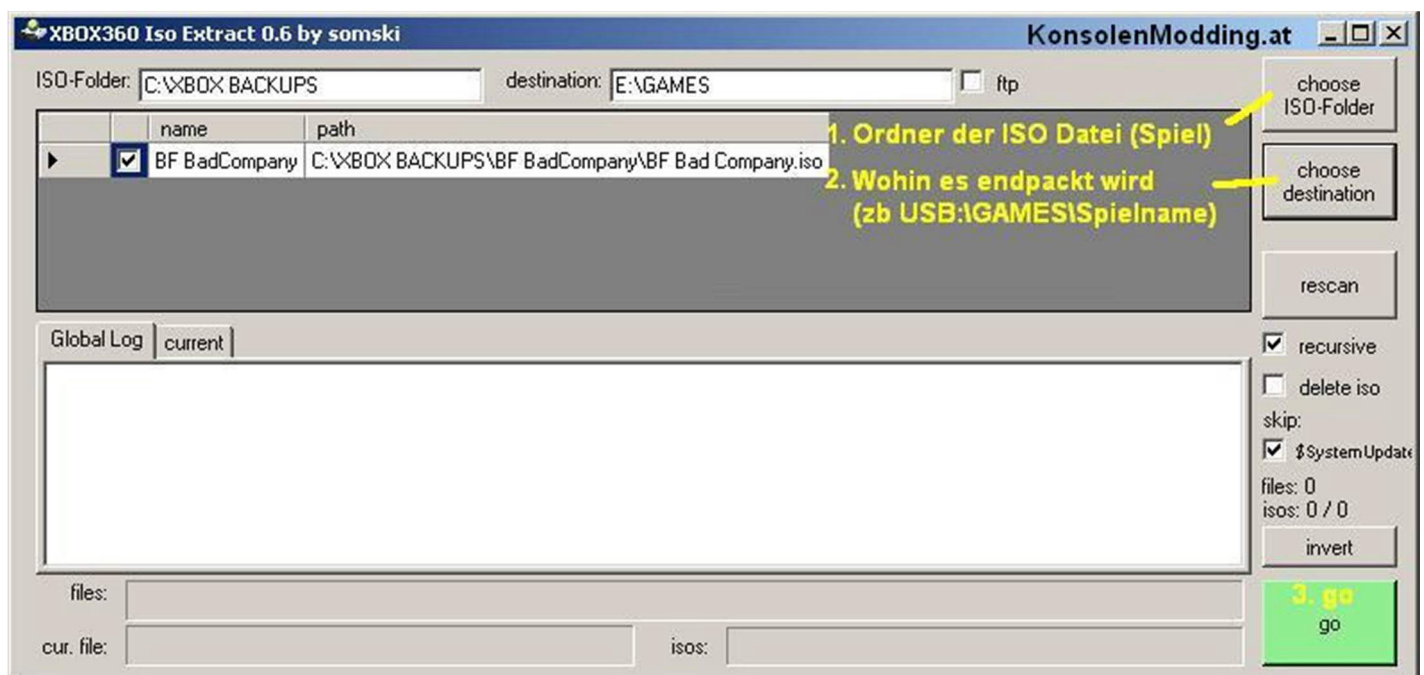 XBOX360 Iso Extract 0.6 by somski
KonsolenModding.at
ISO-Folder: C:\XBOX BACKUPS destination: E:\GAMES ftp
choose ISO-Folder
name path
BF BadCompany C:\XBOX BACKUPS\BF BadCompany\BF Bad Company.iso
1. Ordner der ISO Datei (Spiel)
2. Wohin es endpackt wird
(zb USB:\GAMES\Spielname)
choose destination
rescan
Global Log current
recursive
delete iso
skip:
$SystemUpdate
files: 0
isos: 0 / 0
invert
files:
3. go
go
cur. file: isos: